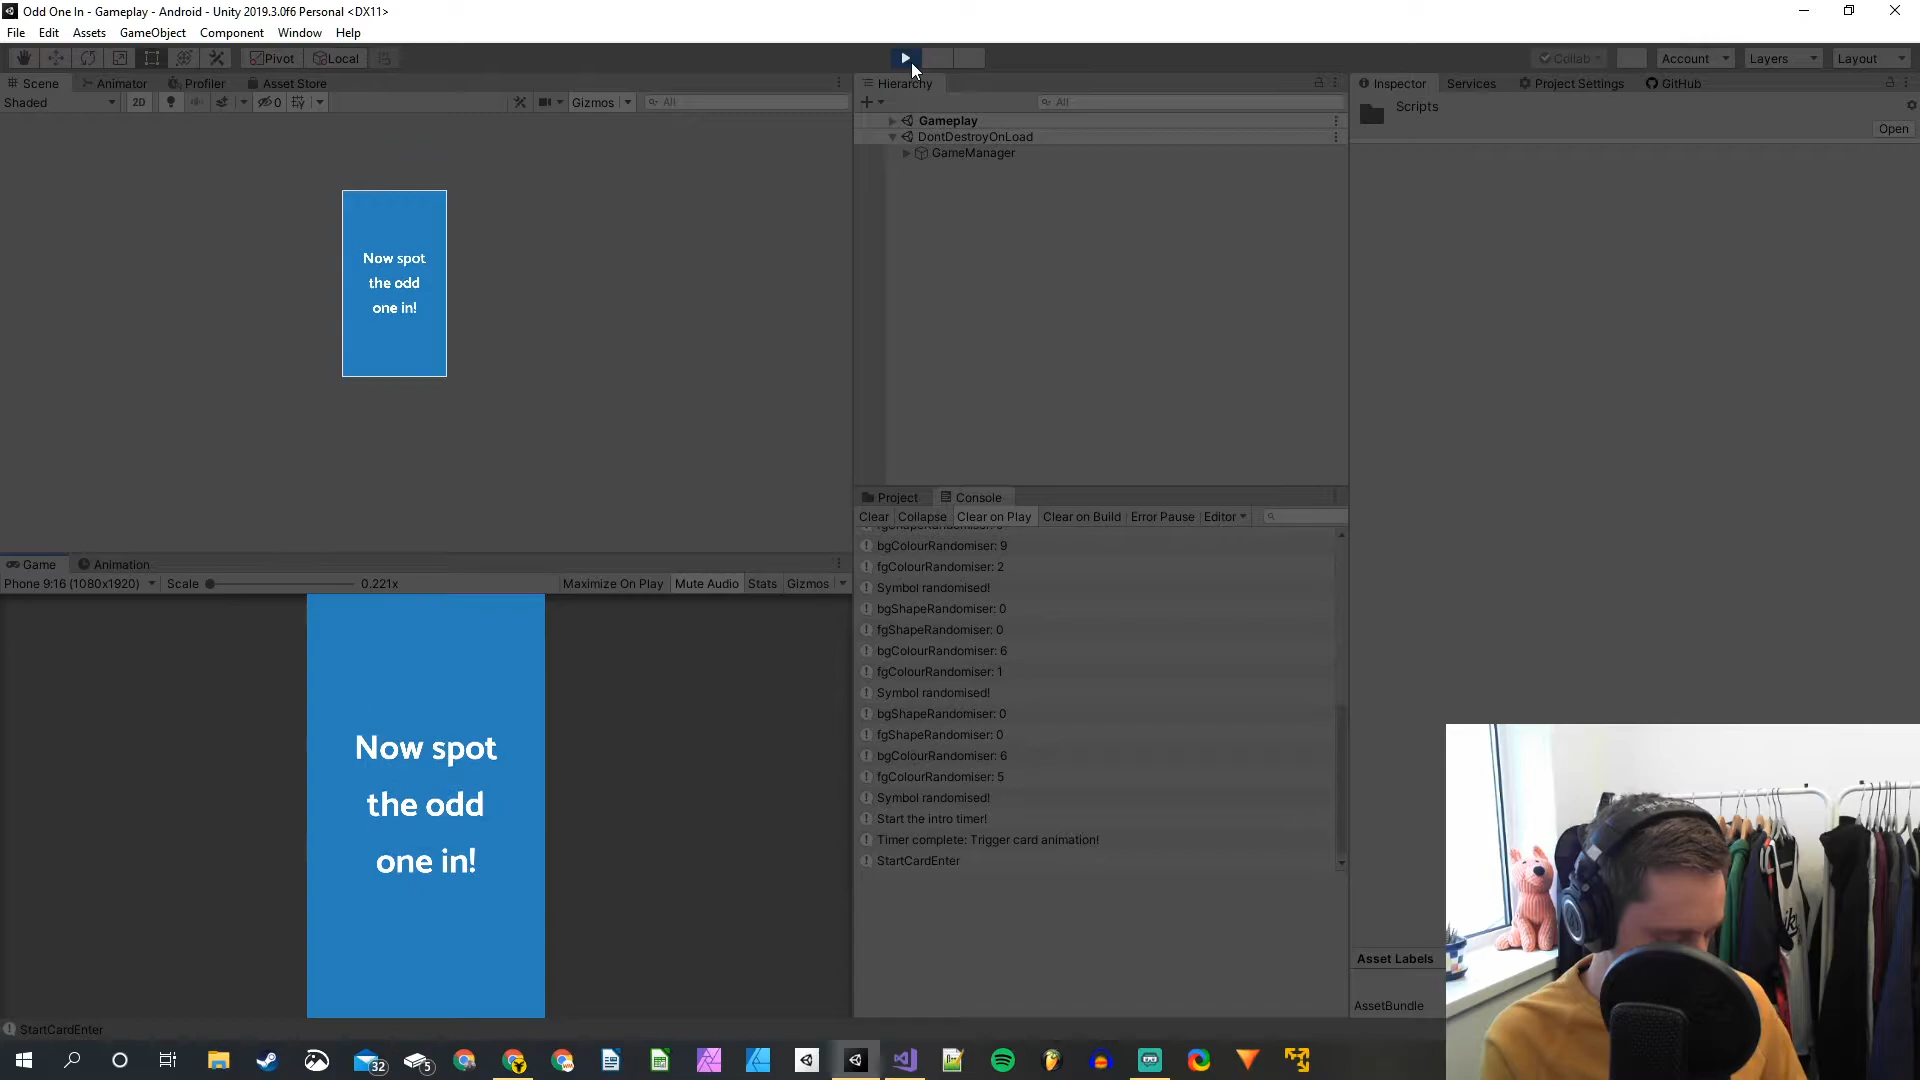 Odd One In - Gameplay - Android - Unity 2019.3.0f6 Personal <DX11>
File Edit Assets GameObject Component Window Help
Pivot Local
Collab Account Layers Layout
Scene Animator Profiler Asset Store
Shaded 2D 0 Gizmos All
Hierarchy
All
Gameplay
DontDestroyOnLoad
GameManager
Inspector Services Project Settings GitHub
Scripts
Open
Now spot
the odd
one in!
Project Console
Clear Collapse Clear on Play Clear on Build Error Pause Editor
bgColourRandomiser: 9
fgColourRandomiser: 2
Symbol randomised!
bgShapeRandomiser: 0
fgShapeRandomiser: 0
bgColourRandomiser: 6
fgColourRandomiser: 1
Symbol randomised!
bgShapeRandomiser: 0
fgShapeRandomiser: 0
bgColourRandomiser: 6
fgColourRandomiser: 5
Symbol randomised!
Start the intro timer!
Timer complete: Trigger card animation!
StartCardEnter
Game Animation
Phone 9:16 (1080x1920) Scale 0.221x Maximize On Play Mute Audio Stats Gizmos
Now spot
the odd
one in!
Asset Labels
AssetBundle
StartCardEnter
32
5